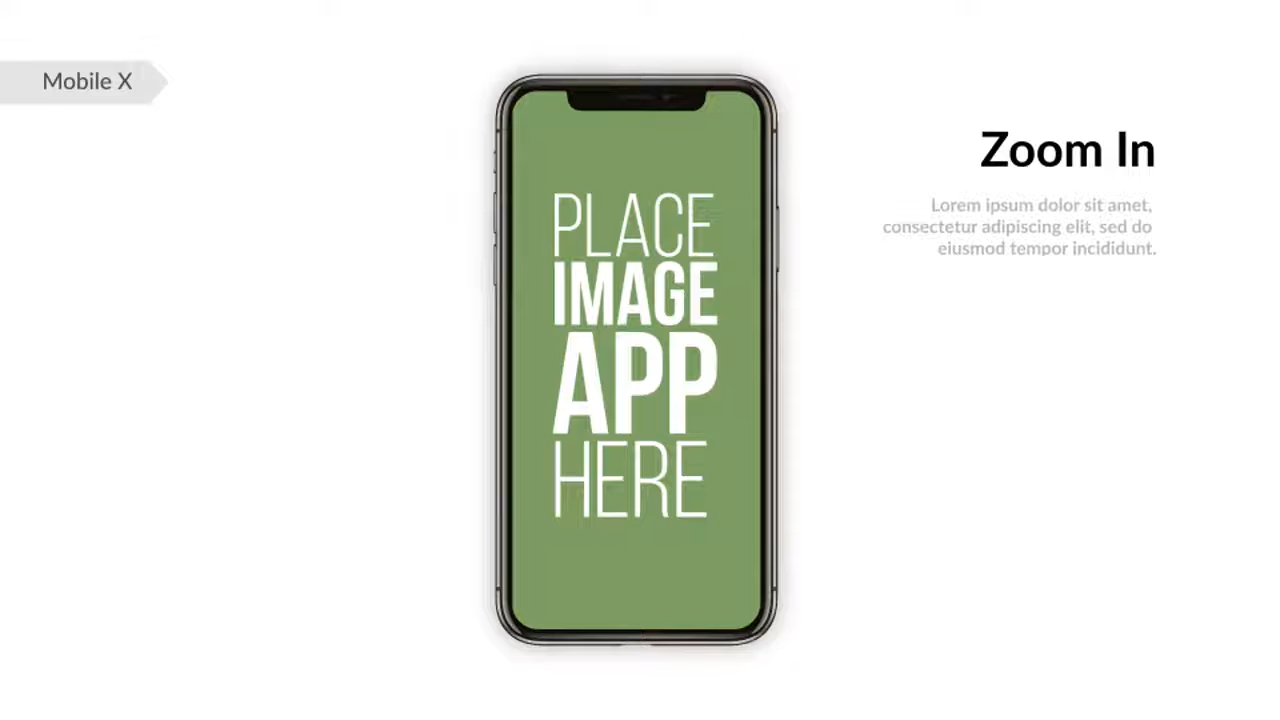 Mobile X
PLACE
IMAGE
APP
HERE
Zoom In
Lorem ipsum dolor sit amet,
consectetur adipiscing elit, sed do
eiusmod tempor incididunt.